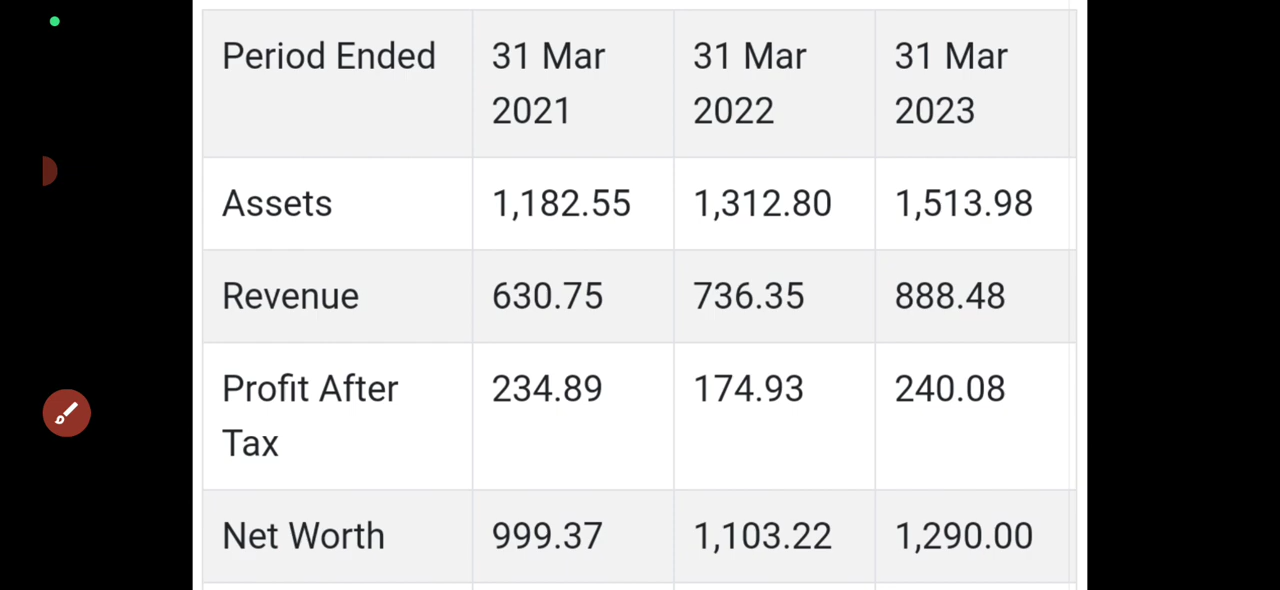 Period Ended 31 Mar 2021 31 Mar 2022 31 Mar 2023
Assets 1,182.55 1,312.80 1,513.98
Revenue 630.75 736.35 888.48
Profit After Tax 234.89 174.93 240.08
Net Worth 999.37 1,103.22 1,290.00